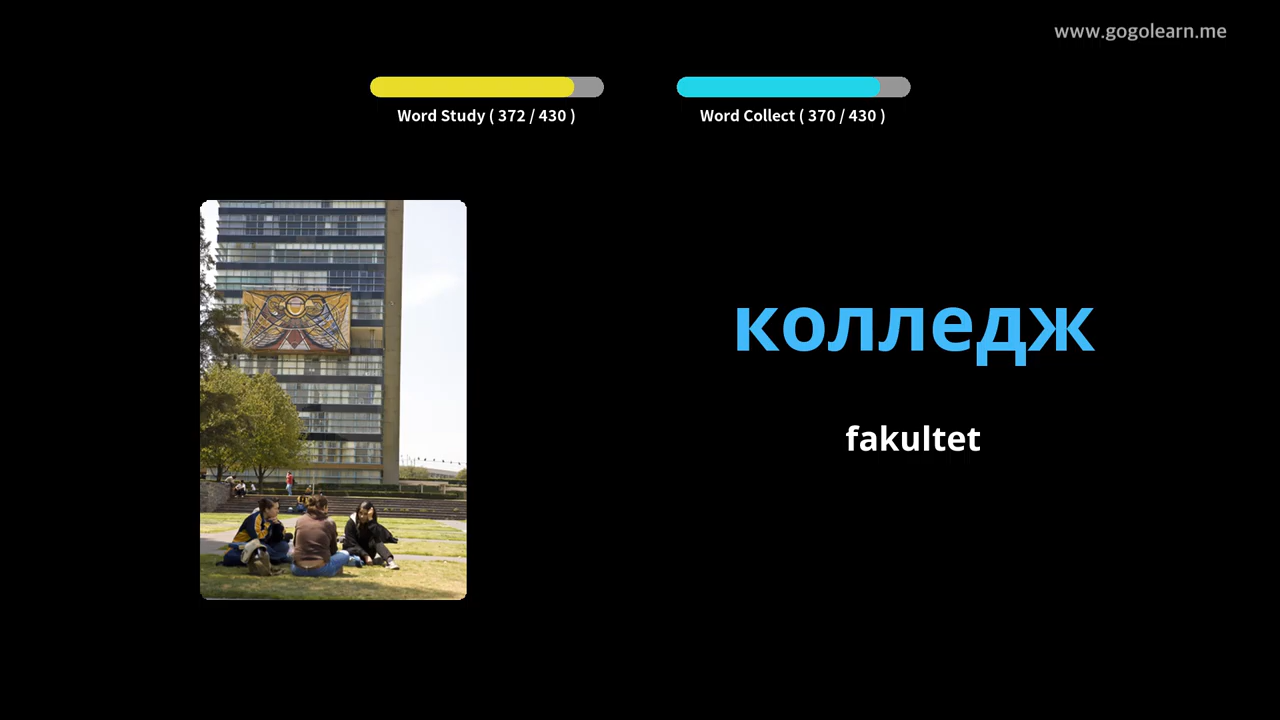 www.gogolearn.me
Word Study ( 372 / 430 )
Word Collect ( 370 / 430 )
колледж
fakultet